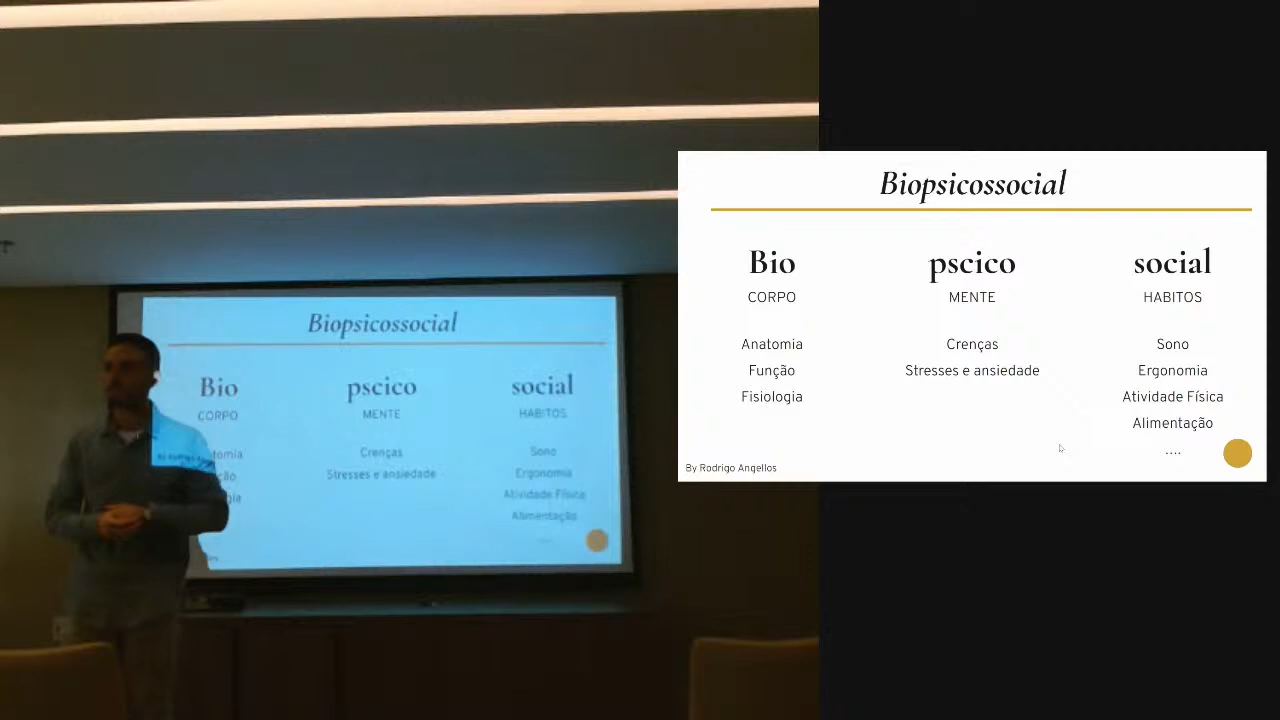 Biopsicossocial
Bio
pscico
social
CORPO
MENTE
HABITOS
Anatomia
Crenças
Sono
Função
Stresses e ansiedade
Ergonomia
Fisiologia
Atividade Física
Alimentação
....
By Rodrigo Angellos
Biopsicossocial
Bio
pscico
social
CORPO
MENTE
HABITOS
Crenças
Sono
Stresses e ansiedade
Ergonomia
Atividade Física
Alimentação